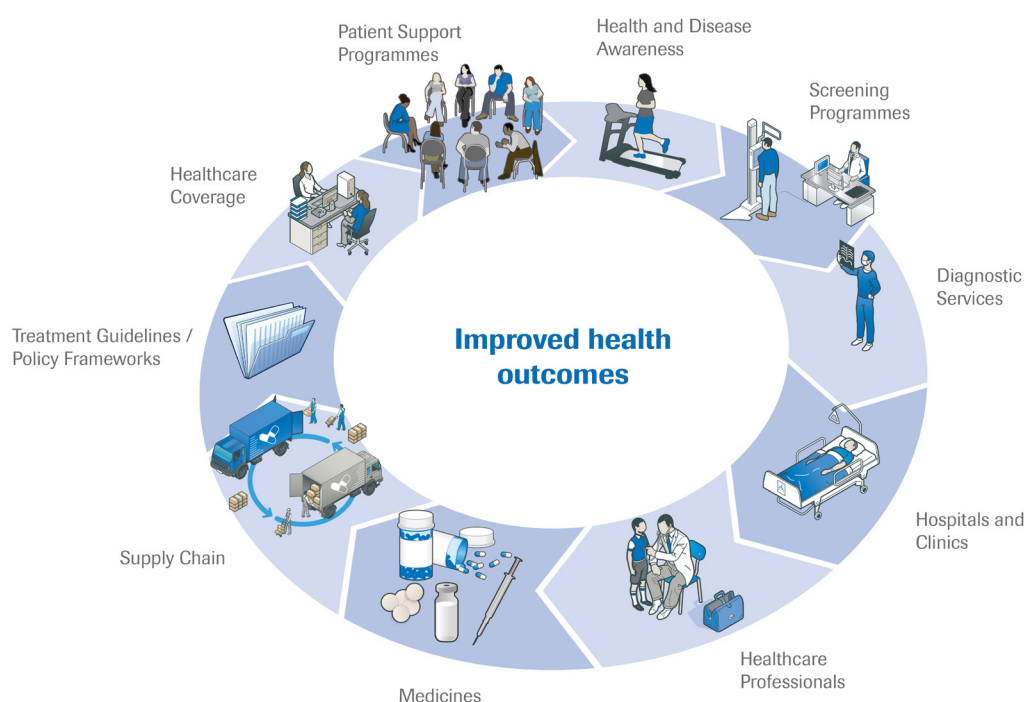 Patient Support
Programmes
Health and Disease
Awareness
Screening
Programmes
Diagnostic
Services
Hospitals and
Clinics
Healthcare
Professionals
Medicines
Supply Chain
Treatment Guidelines /
Policy Frameworks
Healthcare
Coverage
Improved health
outcomes